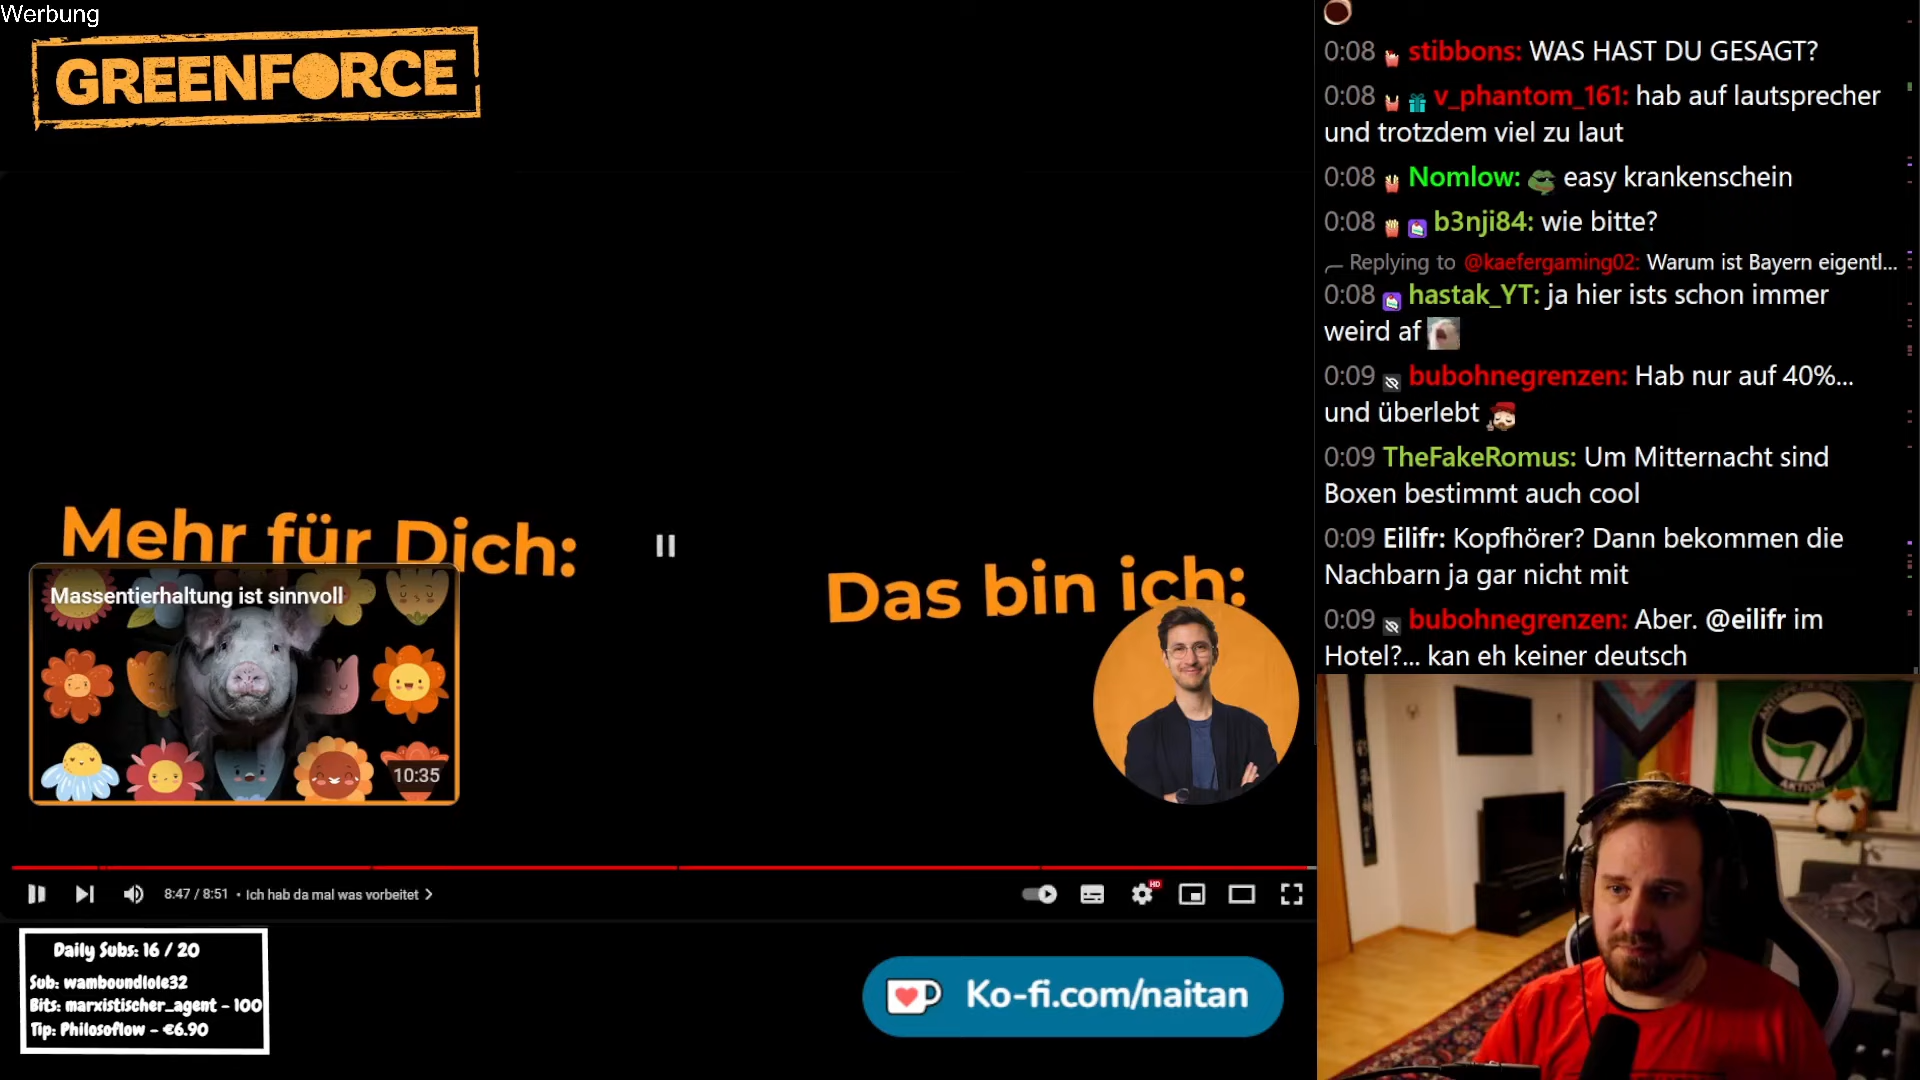 Werbung
GREENFORCE
Mehr für Dich:
Das bin ich:
Massentierhaltung ist sinnvoll
10:35
8:47 / 8:51 • Ich hab da mal was vorbeitet
HD
Daily Subs: 16 / 20
Sub: wamboundlole32
Bits: marxistischer_agent - 100
Tip: Philosoflow - €6.90
Ko-fi.com/naitan
0:08 stibbons: WAS HAST DU GESAGT?
0:08 v_phantom_161: hab auf lautsprecher
und trotzdem viel zu laut
0:08 Nomlow: easy krankenschein
0:08 b3nji84: wie bitte?
Replying to @kaefergaming02: Warum ist Bayern eigentl...
0:08 hastak_YT: ja hier ists schon immer
weird af
0:09 bubohnegrenzen: Hab nur auf 40%...
und überlebt
0:09 TheFakeRomus: Um Mitternacht sind
Boxen bestimmt auch cool
0:09 Eilifr: Kopfhörer? Dann bekommen die
Nachbarn ja gar nicht mit
0:09 bubohnegrenzen: Aber. @eilifr im
Hotel?... kan eh keiner deutsch
AKTION